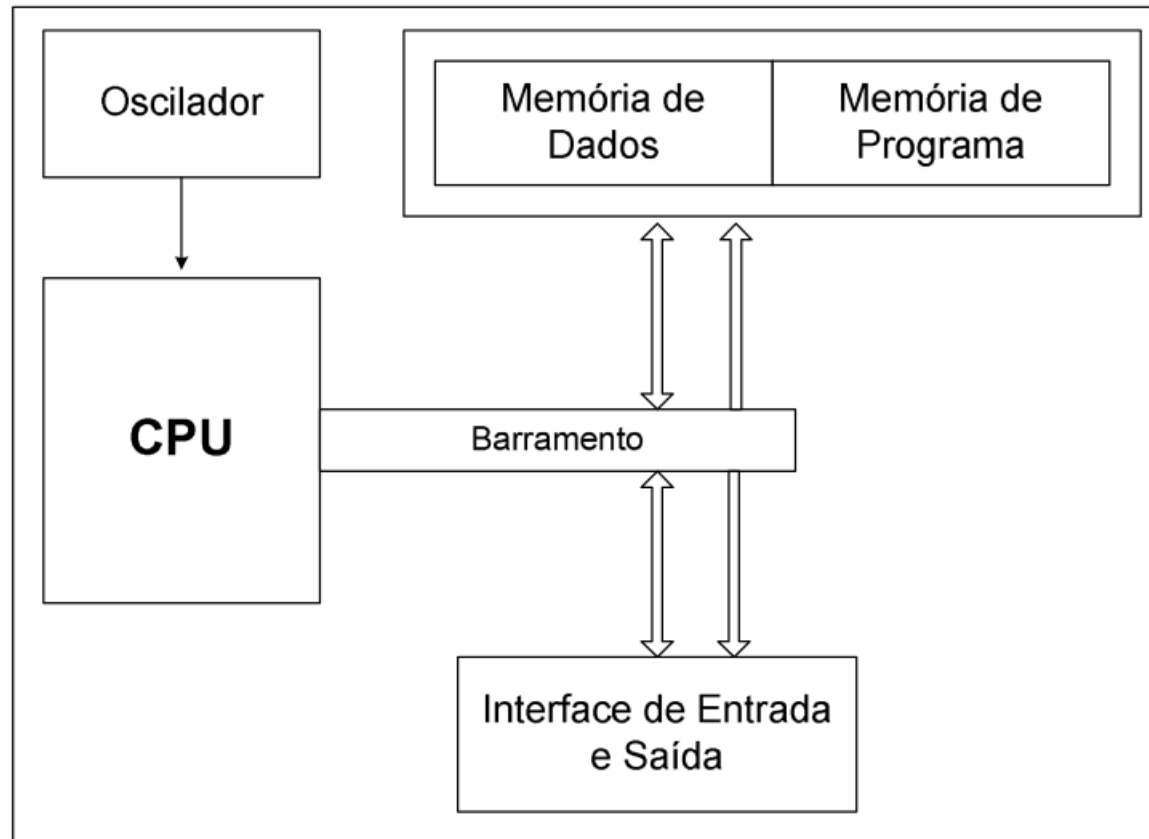 Oscilador
Memória de
Dados
Memória de
Programa
CPU
Barramento
Interface de Entrada
e Saída